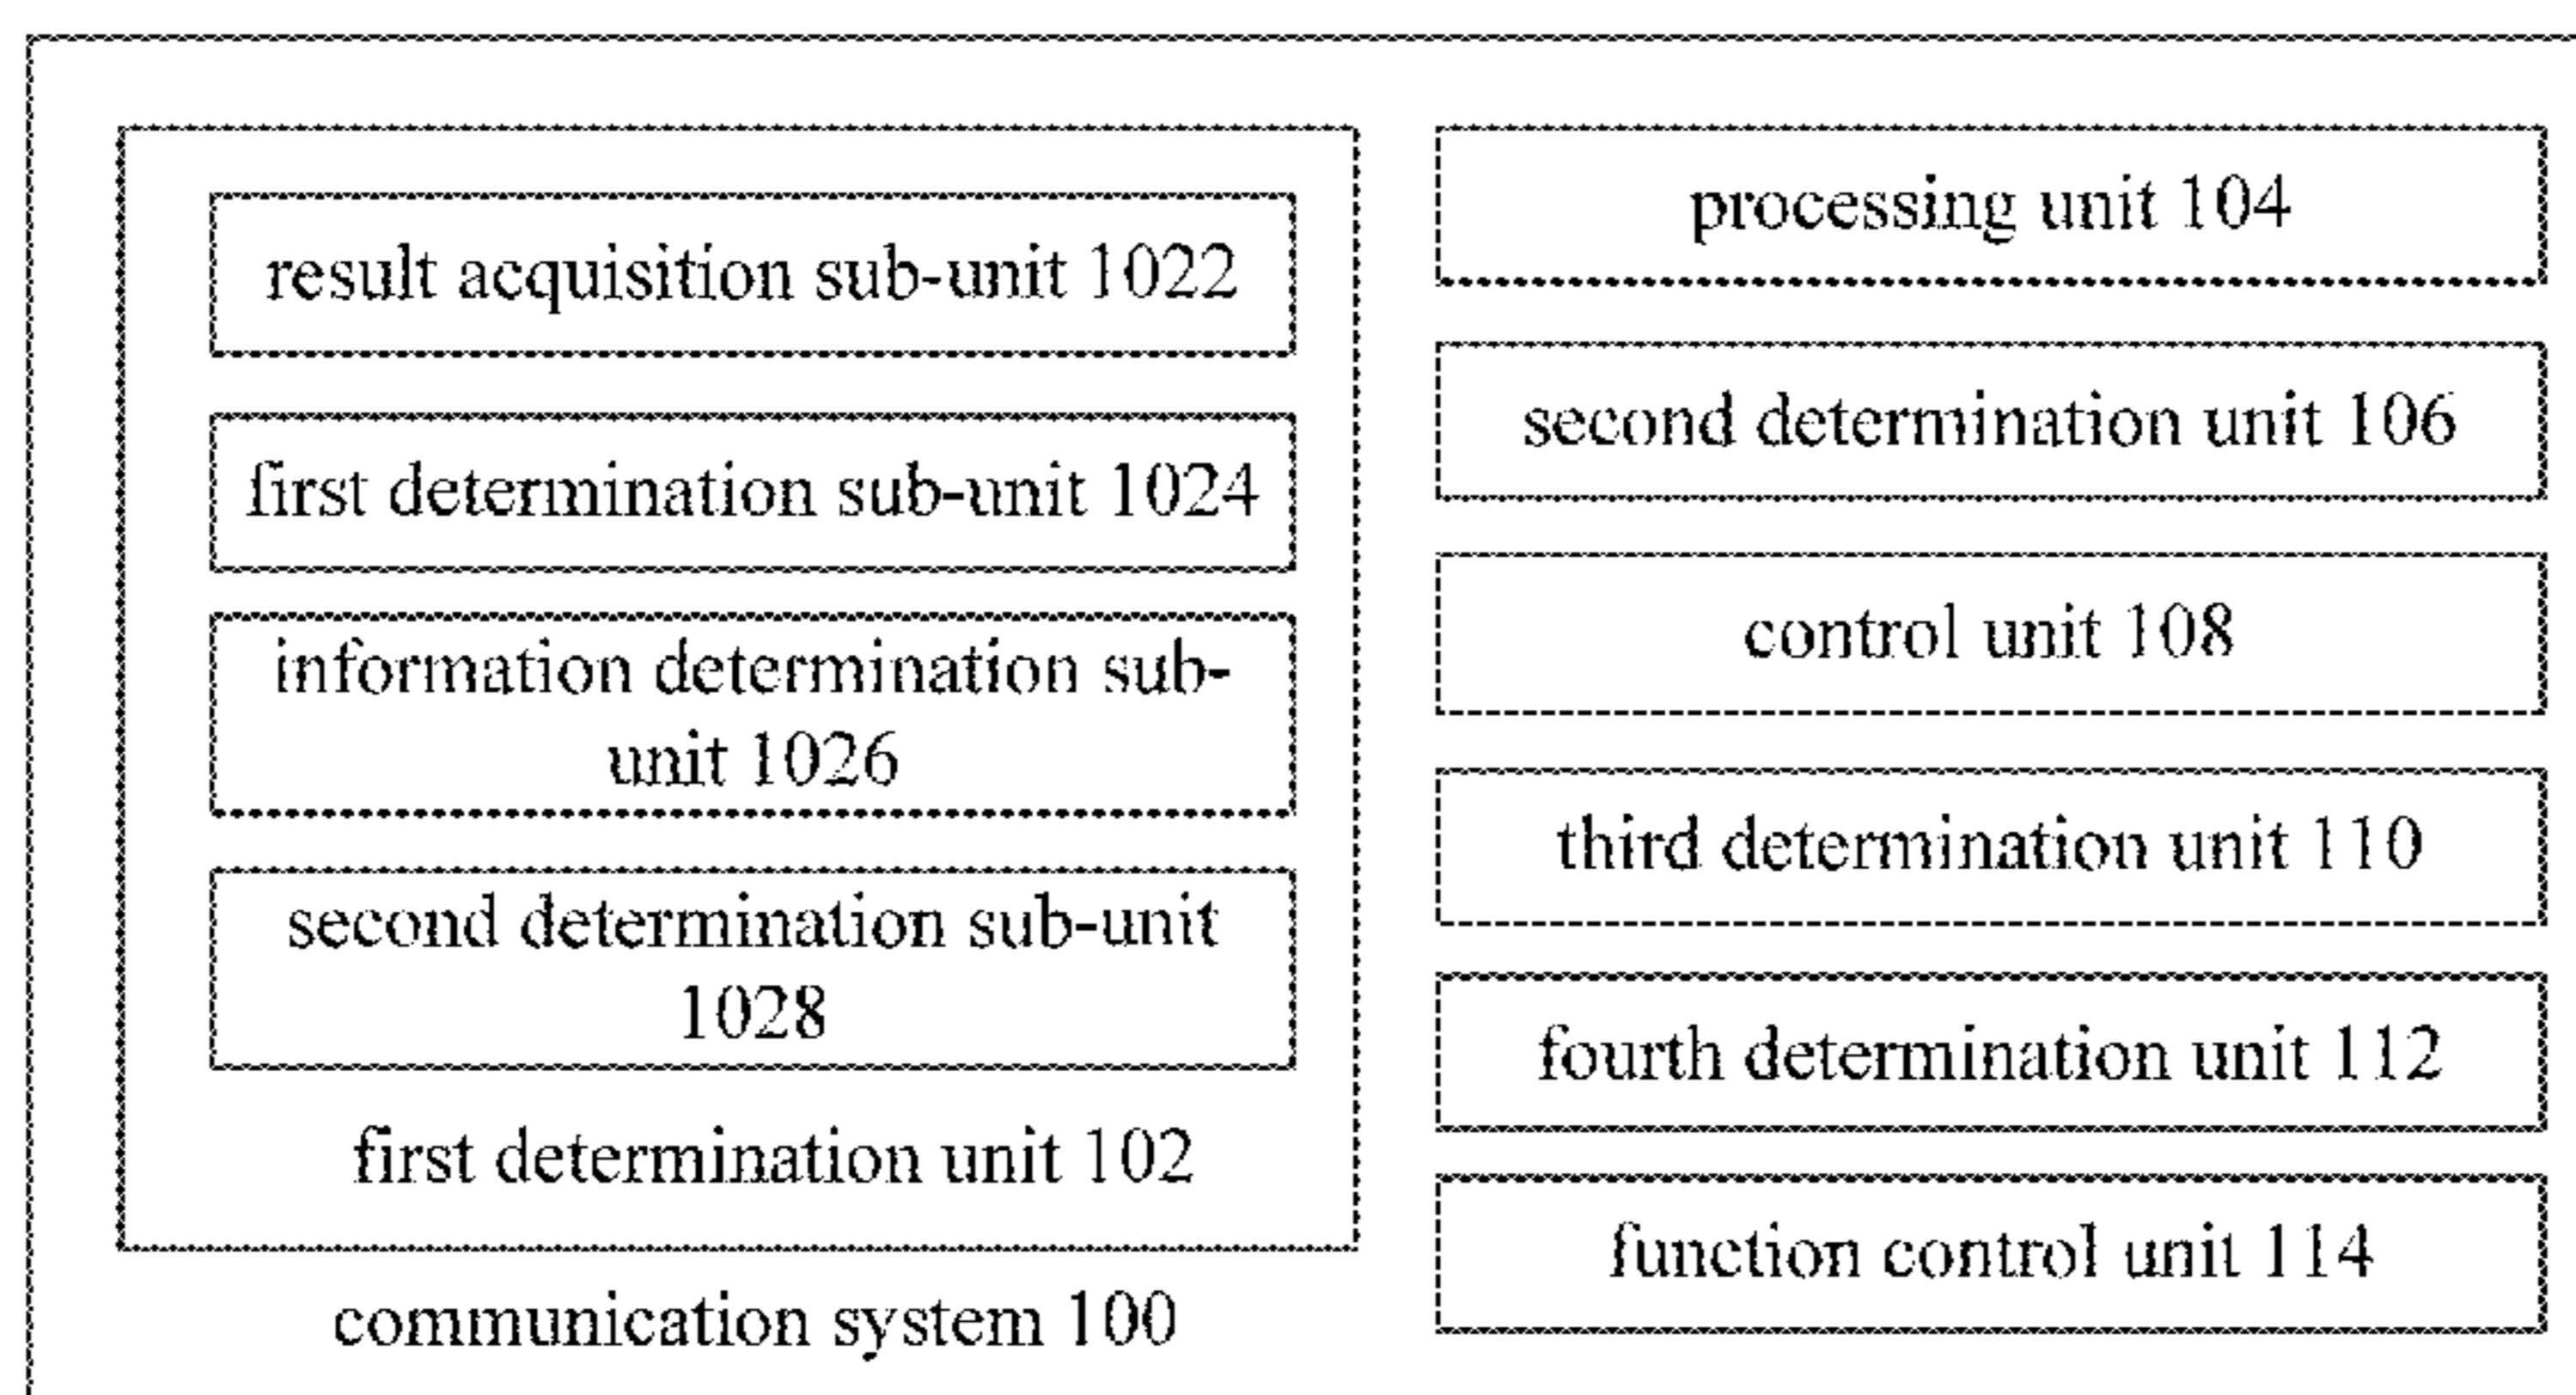 result acquisition sub-unit 1022
first determination sub-unit 1024
information determination sub-
unit 1026
second determination sub-unit
1028
first determination unit 102
communication system 100
processing unit 104
second determination unit 106
control unit 108
third determination unit 110
fourth determination unit 112
function control unit 114